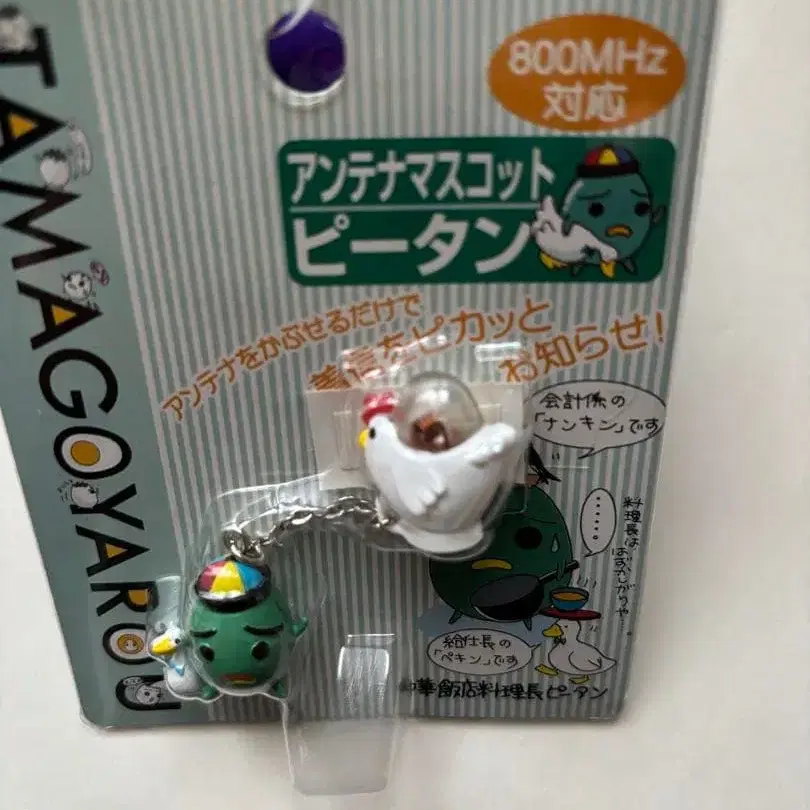 TAMAGOYAROU
800MHz
対応
アンテナマスコット
ピータン
アンテナをかぶせるだけで
着信をピカッと
お知らせ!
会計係の
「ナンキン」です
・・・・・・
料理長は
はずかしがりや…
給仕長の
「ペキン」です
中華飯店料理長ピータン